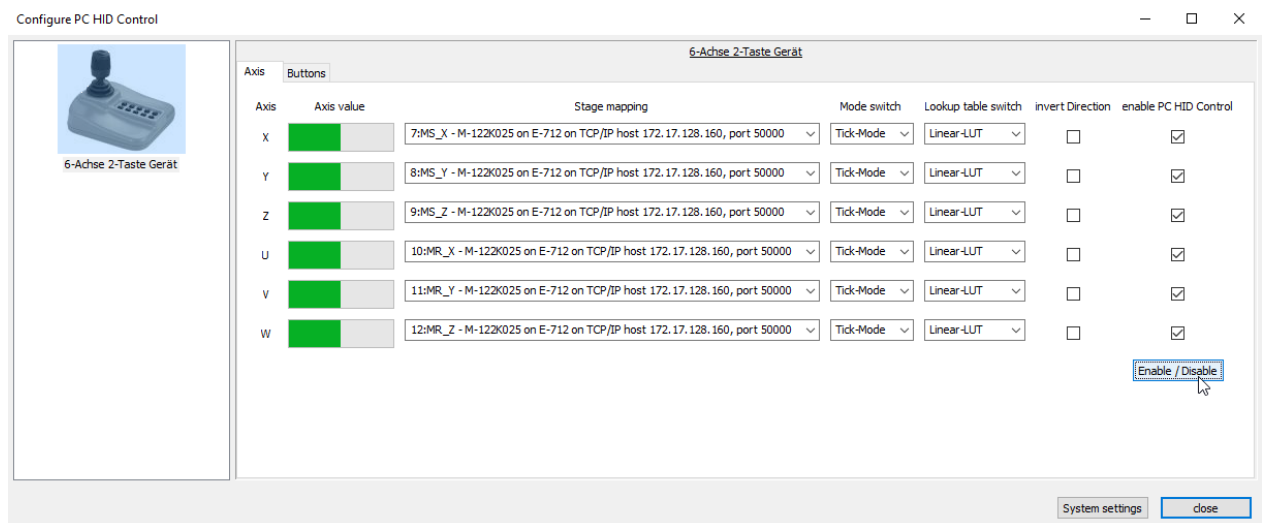 Configure PC HID Control
6-Achse 2-Taste Gerät
6-Achse 2-Taste Gerät
Axis Buttons
Axis Axis value Stage mapping Mode switch Lookup table switch invert Direction enable PC HID Control
X 7:MS_X - M-122K025 on E-712 on TCP/IP host 172.17.128.160, port 50000 Tick-Mode Linear-LUT
Y 8:MS_Y - M-122K025 on E-712 on TCP/IP host 172.17.128.160, port 50000 Tick-Mode Linear-LUT
Z 9:MS_Z - M-122K025 on E-712 on TCP/IP host 172.17.128.160, port 50000 Tick-Mode Linear-LUT
U 10:MR_X - M-122K025 on E-712 on TCP/IP host 172.17.128.160, port 50000 Tick-Mode Linear-LUT
V 11:MR_Y - M-122K025 on E-712 on TCP/IP host 172.17.128.160, port 50000 Tick-Mode Linear-LUT
W 12:MR_Z - M-122K025 on E-712 on TCP/IP host 172.17.128.160, port 50000 Tick-Mode Linear-LUT
Enable / Disable
System settings close